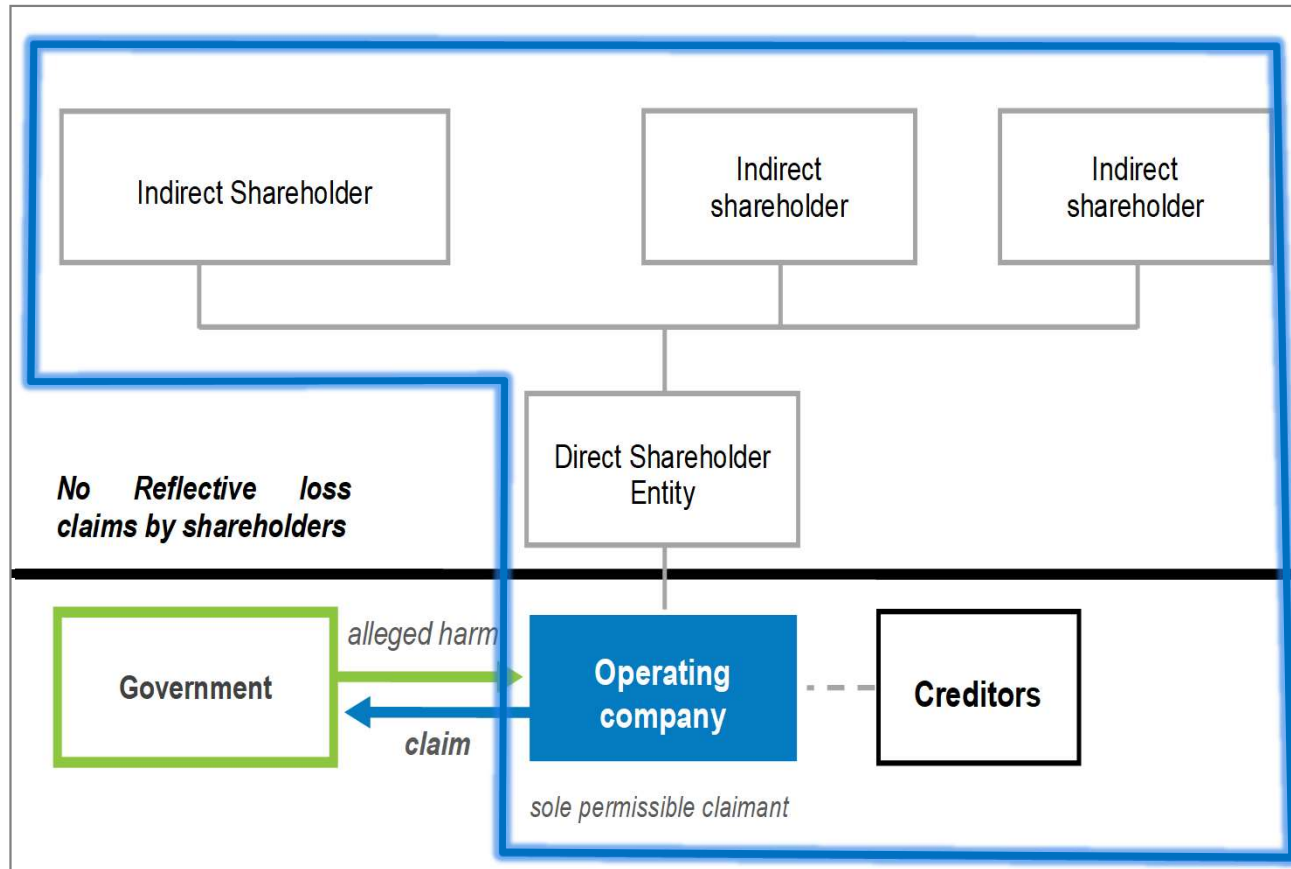 Indirect Shareholder
Indirect
shareholder
Indirect
shareholder
Direct Shareholder
Entity
No Reflective loss
claims by shareholders
Government
alleged harm
claim
Operating
company
Creditors
sole permissible claimant